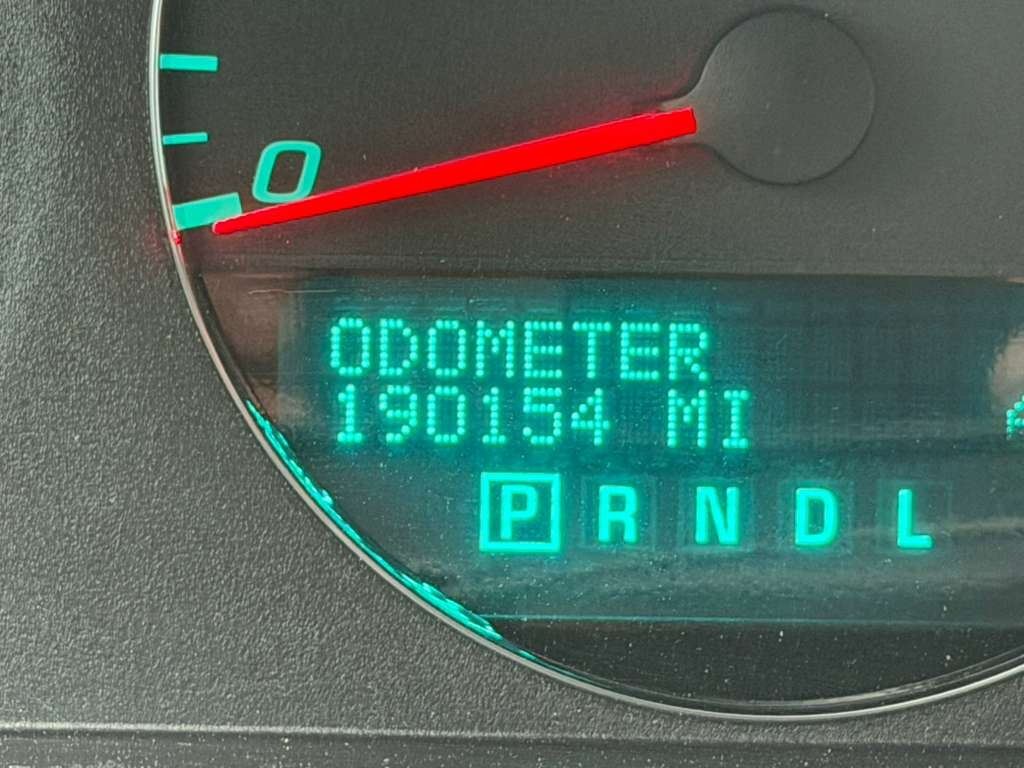 0
ODOMETER
190154 MI
P R N D L